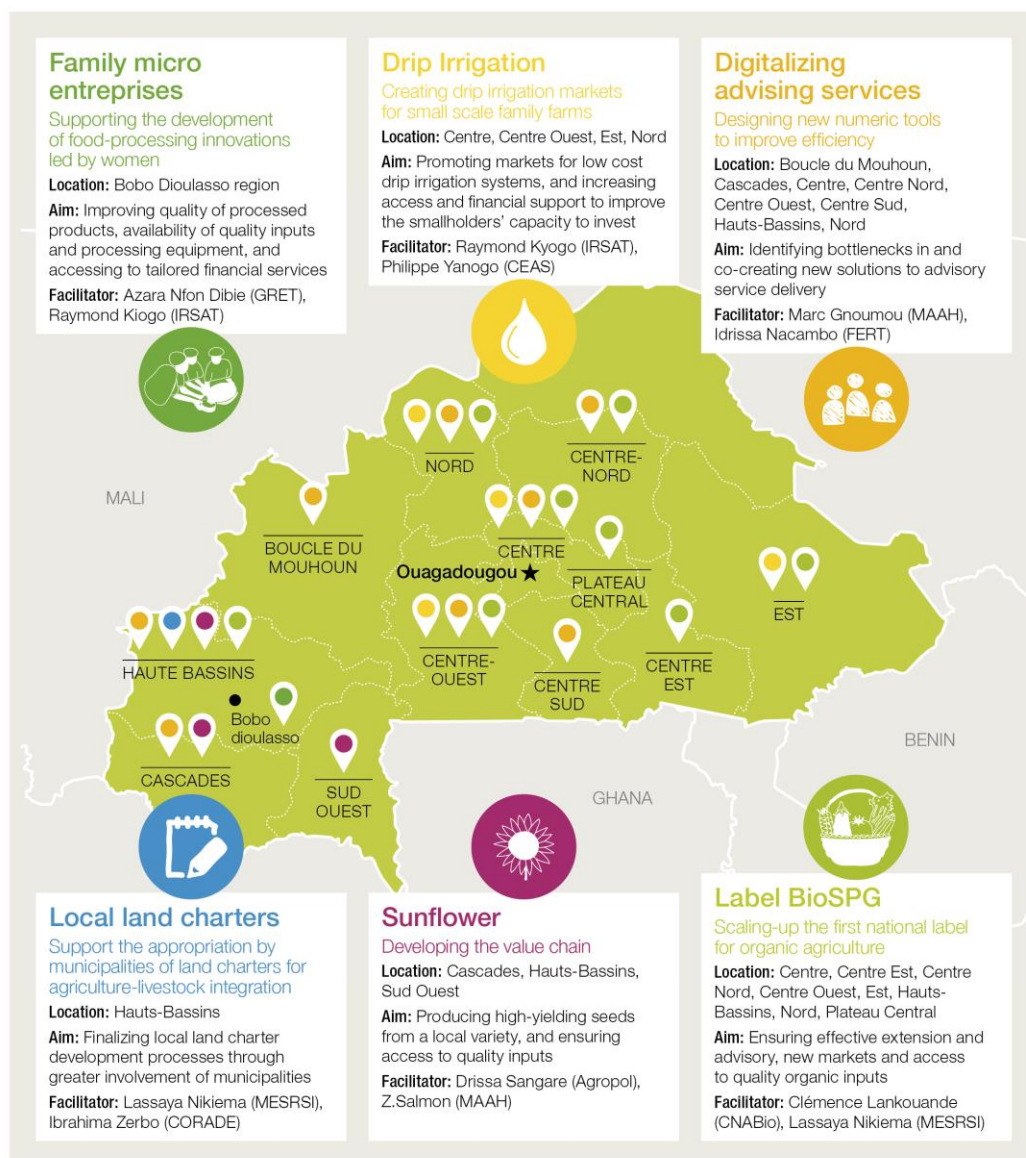 Family micro
entreprises
Supporting the development
of food-processing innovations
led by women
Location: Bobo Dioulasso region
Aim: Improving quality of processed
products, availability of quality inputs
and processing equipment, and
accessing to tailored financial services
Facilitator: Azara Nfon Dibie (GRET),
Raymond Kiogo (IRSAT)
Drip Irrigation
Creating drip irrigation markets
for small scale family farms
Location: Centre, Centre Ouest, Est, Nord
Aim: Promoting markets for low cost
drip irrigation systems, and increasing
access and financial support to improve
the smallholders’ capacity to invest
Facilitator: Raymond Kyogo (IRSAT),
Philippe Yanogo (CEAS)
Digitalizing
advising services
Designing new numeric tools
to improve efficiency
Location: Boucle du Mouhoun,
Cascades, Centre, Centre Nord,
Centre Ouest, Centre Sud,
Hauts-Bassins, Nord
Aim: Identifying bottlenecks in and
co-creating new solutions to advisory
service delivery
Facilitator: Marc Gnoumou (MAAH),
Idrissa Nacambo (FERT)
NORD
CENTRE-
NORD
MALI
BOUCLE DU
MOUHOUN
CENTRE
Ouagadougou
PLATEAU
CENTRAL
EST
HAUTE BASSINS
CENTRE-
OUEST
CENTRE
SUD
CENTRE
EST
Bobo
dioulasso
CASCADES
SUD
OUEST
BENIN
GHANA
Local land charters
Support the appropriation by
municipalities of land charters for
agriculture-livestock integration
Location: Hauts-Bassins
Aim: Finalizing local land charter
development processes through
greater involvement of municipalities
Facilitator: Lassaya Nikiema (MESRSI),
Ibrahima Zerbo (CORADE)
Sunflower
Developing the value chain
Location: Cascades, Hauts-Bassins,
Sud Ouest
Aim: Producing high-yielding seeds
from a local variety, and ensuring
access to quality inputs
Facilitator: Drissa Sangare (Agropol),
Z.Salmon (MAAH)
Label BioSPG
Scaling-up the first national label
for organic agriculture
Location: Centre, Centre Est, Centre
Nord, Centre Ouest, Est, Hauts-
Bassins, Nord, Plateau Central
Aim: Ensuring effective extension and
advisory, new markets and access
to quality organic inputs
Facilitator: Clémence Lankouande
(CNABio), Lassaya Nikiema (MESRSI)